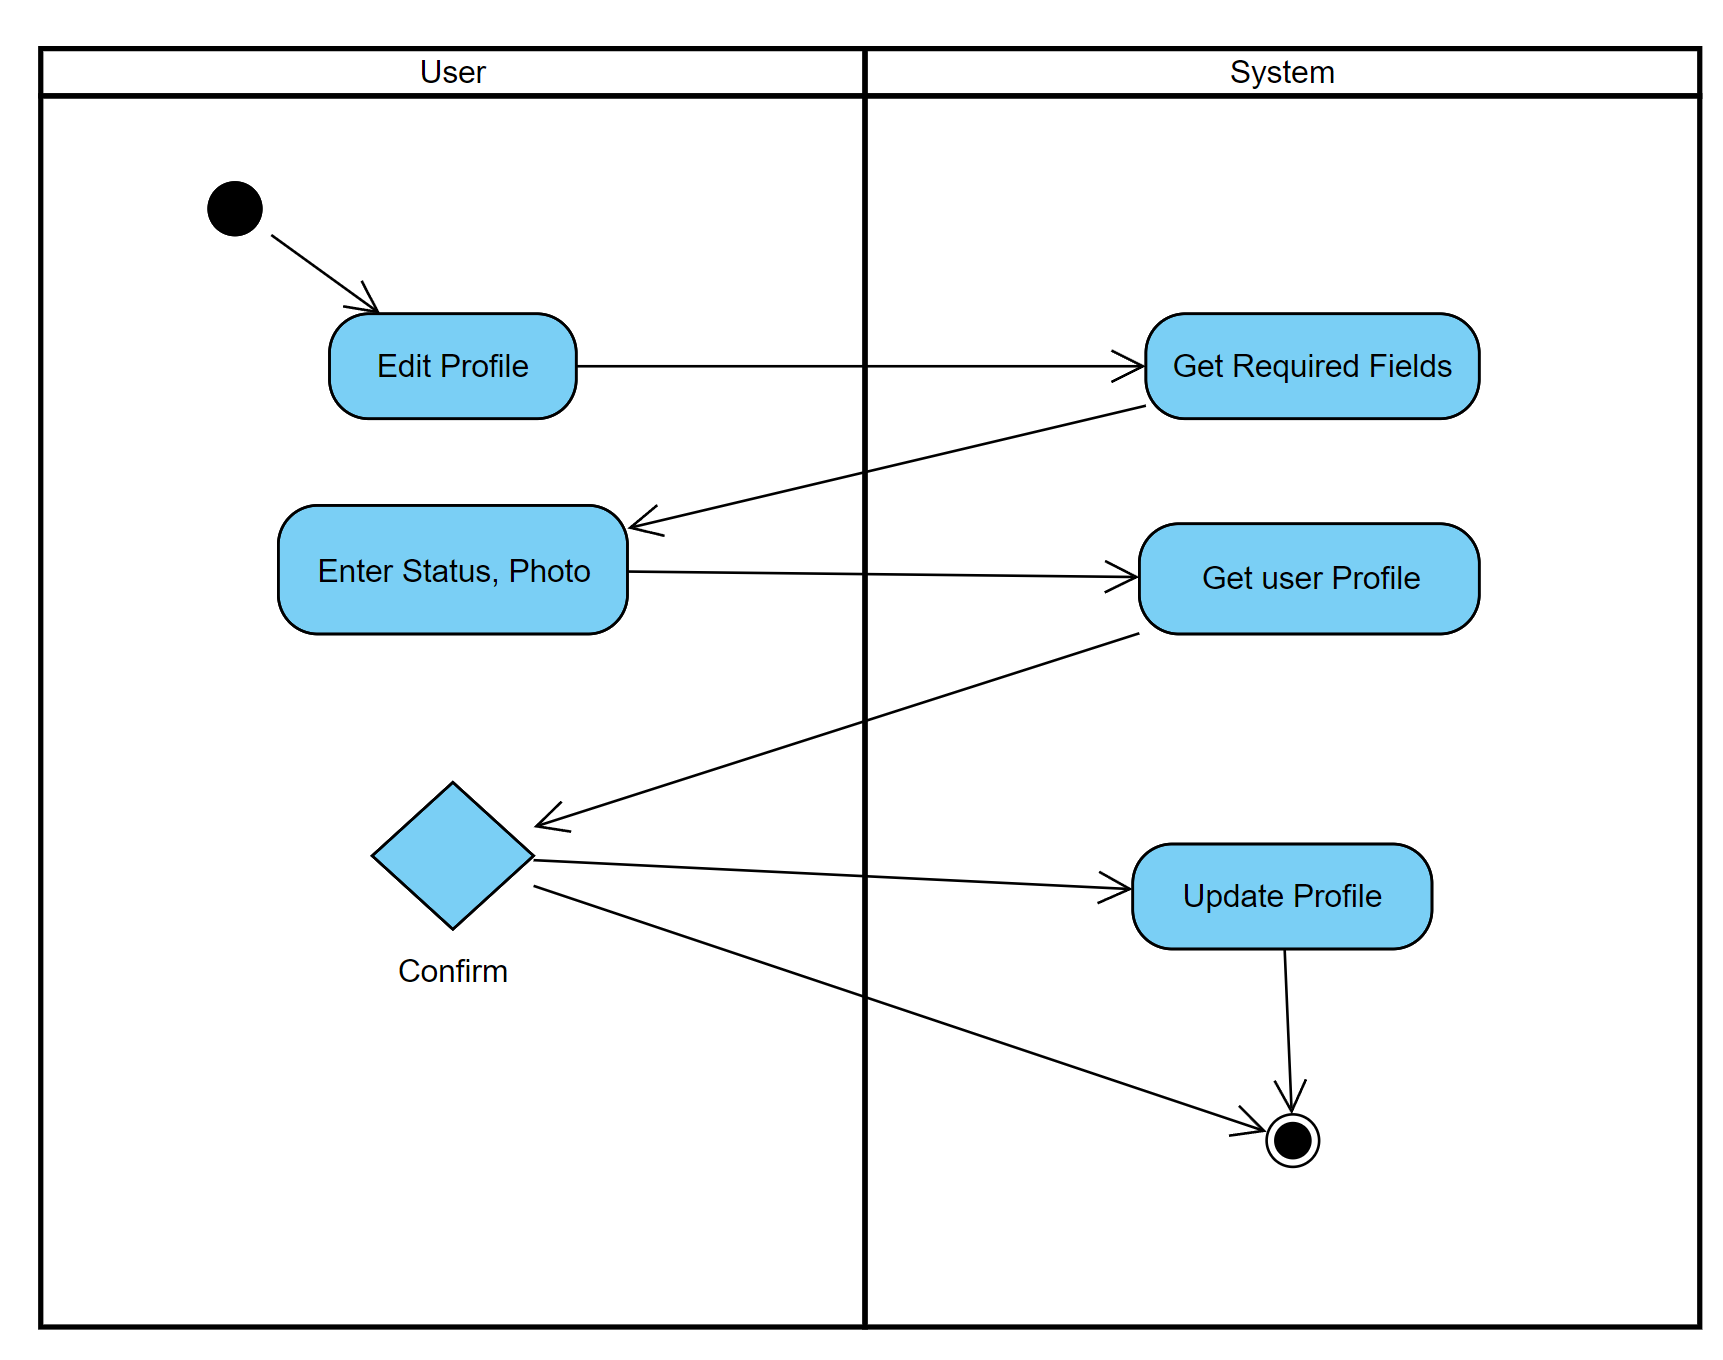 User
System
Edit Profile
Get Required Fields
Enter Status, Photo
Get user Profile
Update Profile
Confirm